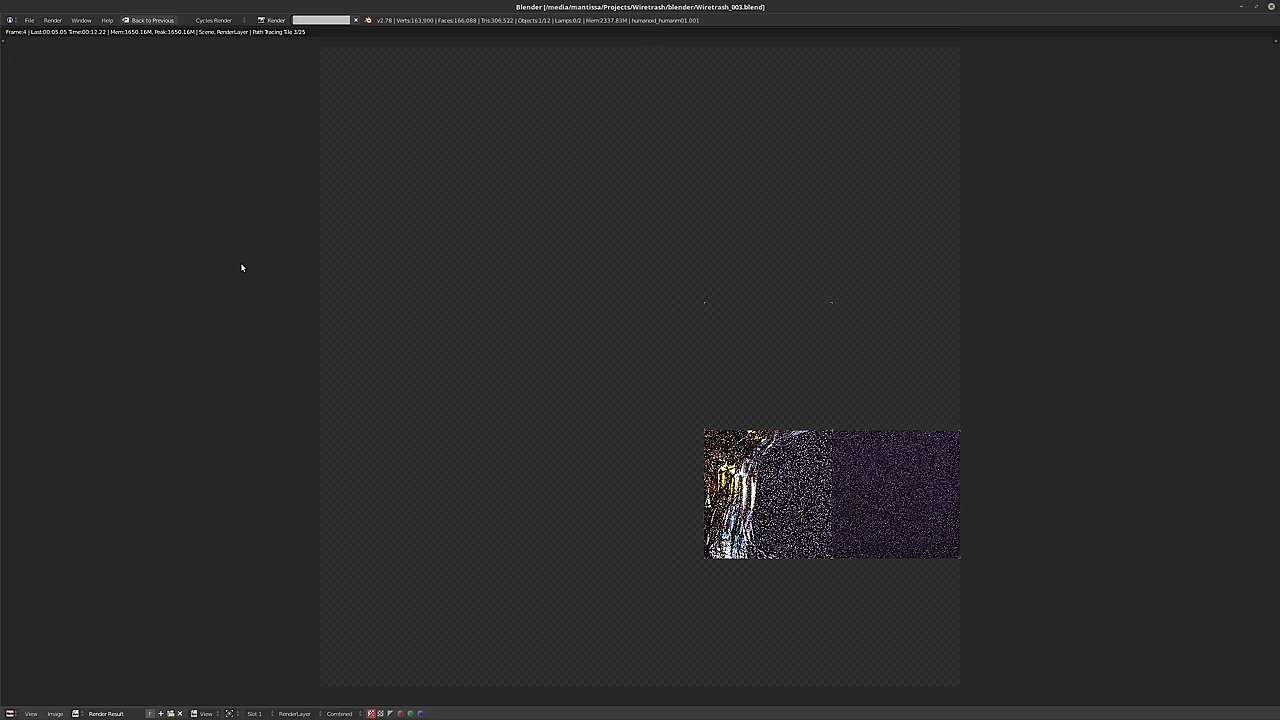 Blender [/media/mantissa/Projects/Wiretrash/blender/Wiretrash_003.blend]
File Render Window Help Back to Previous Cycles Render Render v2.78 | Verts:163,900 | Faces:166,088 | Tris:306,522 | Objects:1/12 | Lamps:0/2 | Mem:2337.83M | humanoid_humanm01.001
Frame:4 | Last:00:05.05 Time:00:12.22 | Mem:1650.16M, Peak:1650.16M | Scene, RenderLayer | Path Tracing Tile 3/25
View Image Render Result F View Slot 1 RenderLayer Combined